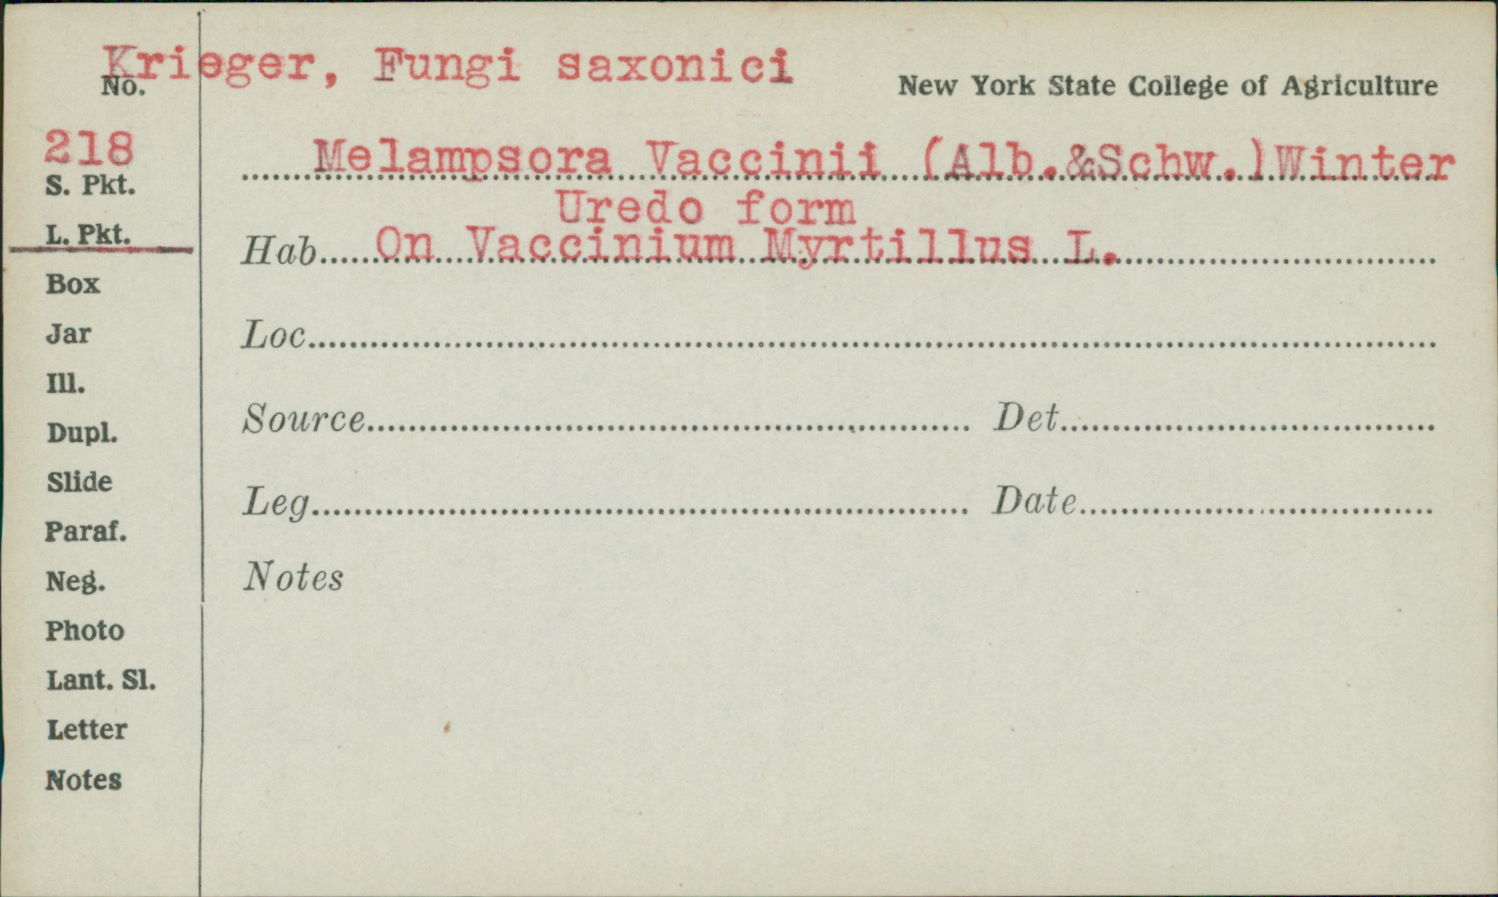 Krieger, Fungi saxonici
No.
New York State College of Agriculture
218
Melampsora Vaccinii (Alb.&Schw.)Winter
S. Pkt.
Uredo form
L. Pkt.
Hab. On Vaccinium Myrtillus L.
Box
Loc.
Jar
Ill.
Source Det.
Dupl.
Slide
Leg. Date
Paraf.
Notes
Neg.
Photo
Lant. Sl.
Letter
Notes